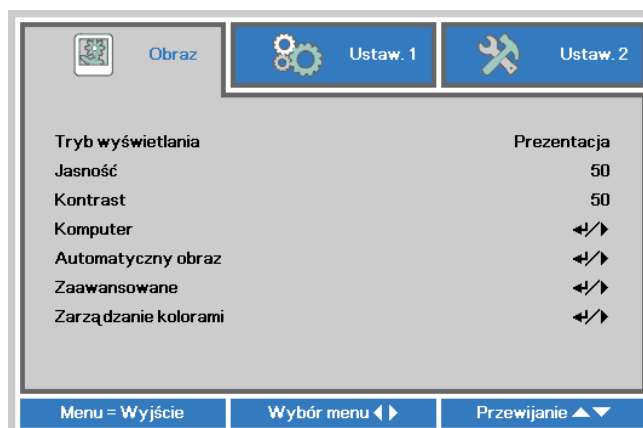 Obraz Ustaw. 1 Ustaw. 2
Tryb wyświetlania Prezentacja
Jasność 50
Kontrast 50
Komputer
Automatyczny obraz
Zaawansowane
Zarządzanie kolorami
Menu = Wyjście Wybór menu Przewijanie